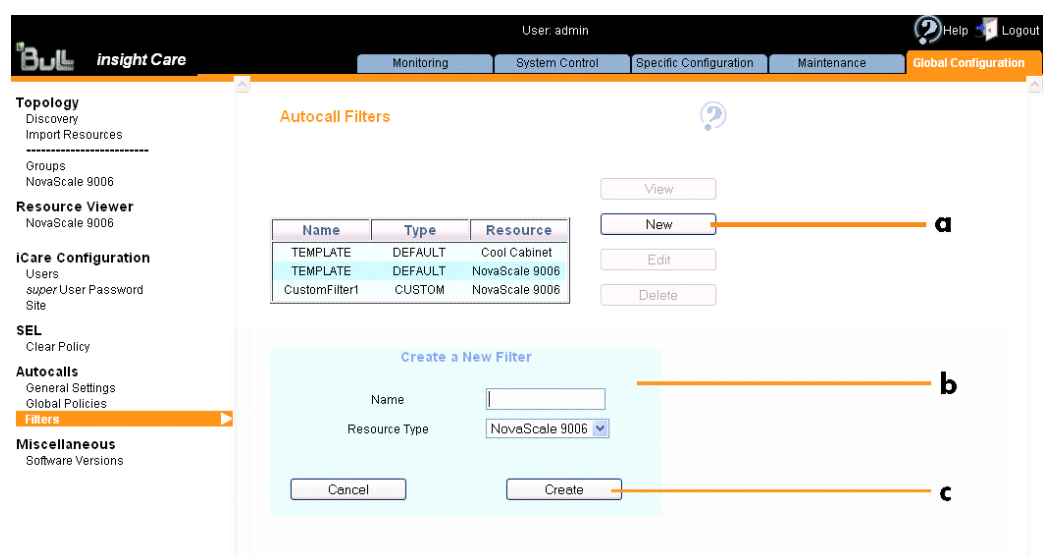 User: admin
Help Logout
Bull insight Care
Monitoring System Control Specific Configuration Maintenance Global Configuration
Topology
Discovery
Import Resources
-------------------------
Groups
NovaScale 9006
Resource Viewer
NovaScale 9006
iCare Configuration
Users
super User Password
Site
SEL
Clear Policy
Autocalls
General Settings
Global Policies
Filters
Miscellaneous
Software Versions
Autocall Filters
View
New a
Edit
Delete
Name Type Resource
TEMPLATE DEFAULT Cool Cabinet
TEMPLATE DEFAULT NovaScale 9006
CustomFilter1 CUSTOM NovaScale 9006
Create a New Filter
b
Name
Resource Type NovaScale 9006
Cancel Create c